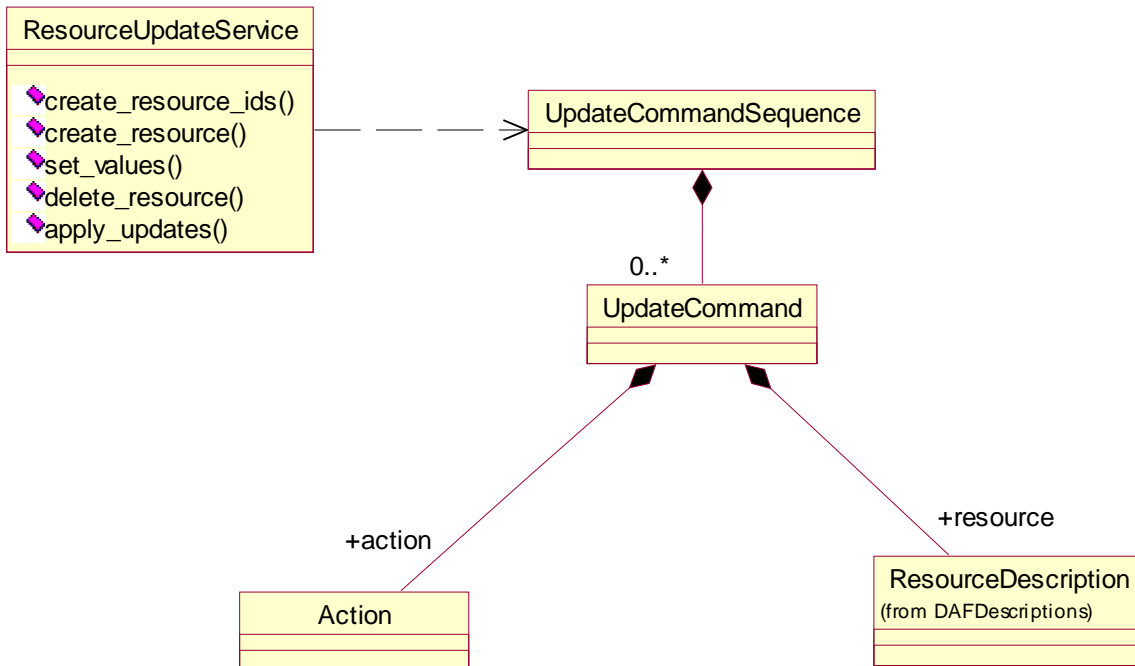 ResourceUpdateService
create_resource_ids()
create_resource()
set_values()
delete_resource()
apply_updates()
UpdateCommandSequence
0..*
UpdateCommand
+action
+resource
Action
ResourceDescription
(from DAFDescriptions)